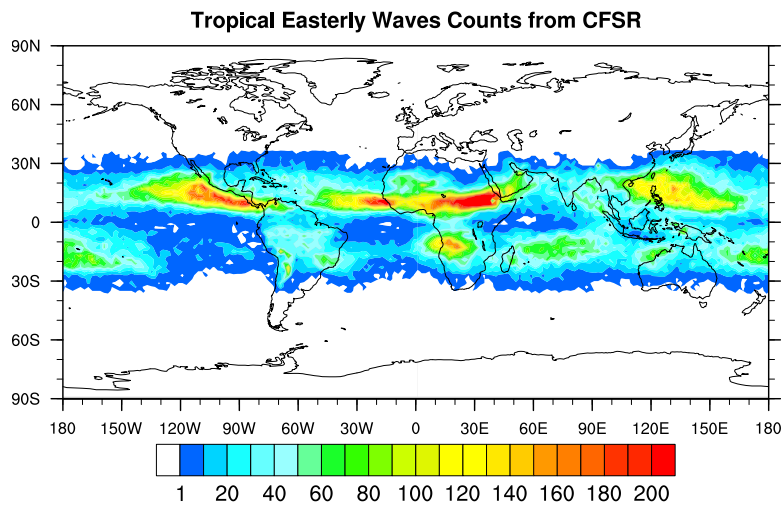 Tropical Easterly Waves Counts from CFSR
90N
60N
30N
0
30S
60S
90S
180 150W 120W 90W 60W 30W 0 30E 60E 90E 120E 150E 180
1 20 40 60 80 100 120 140 160 180 200